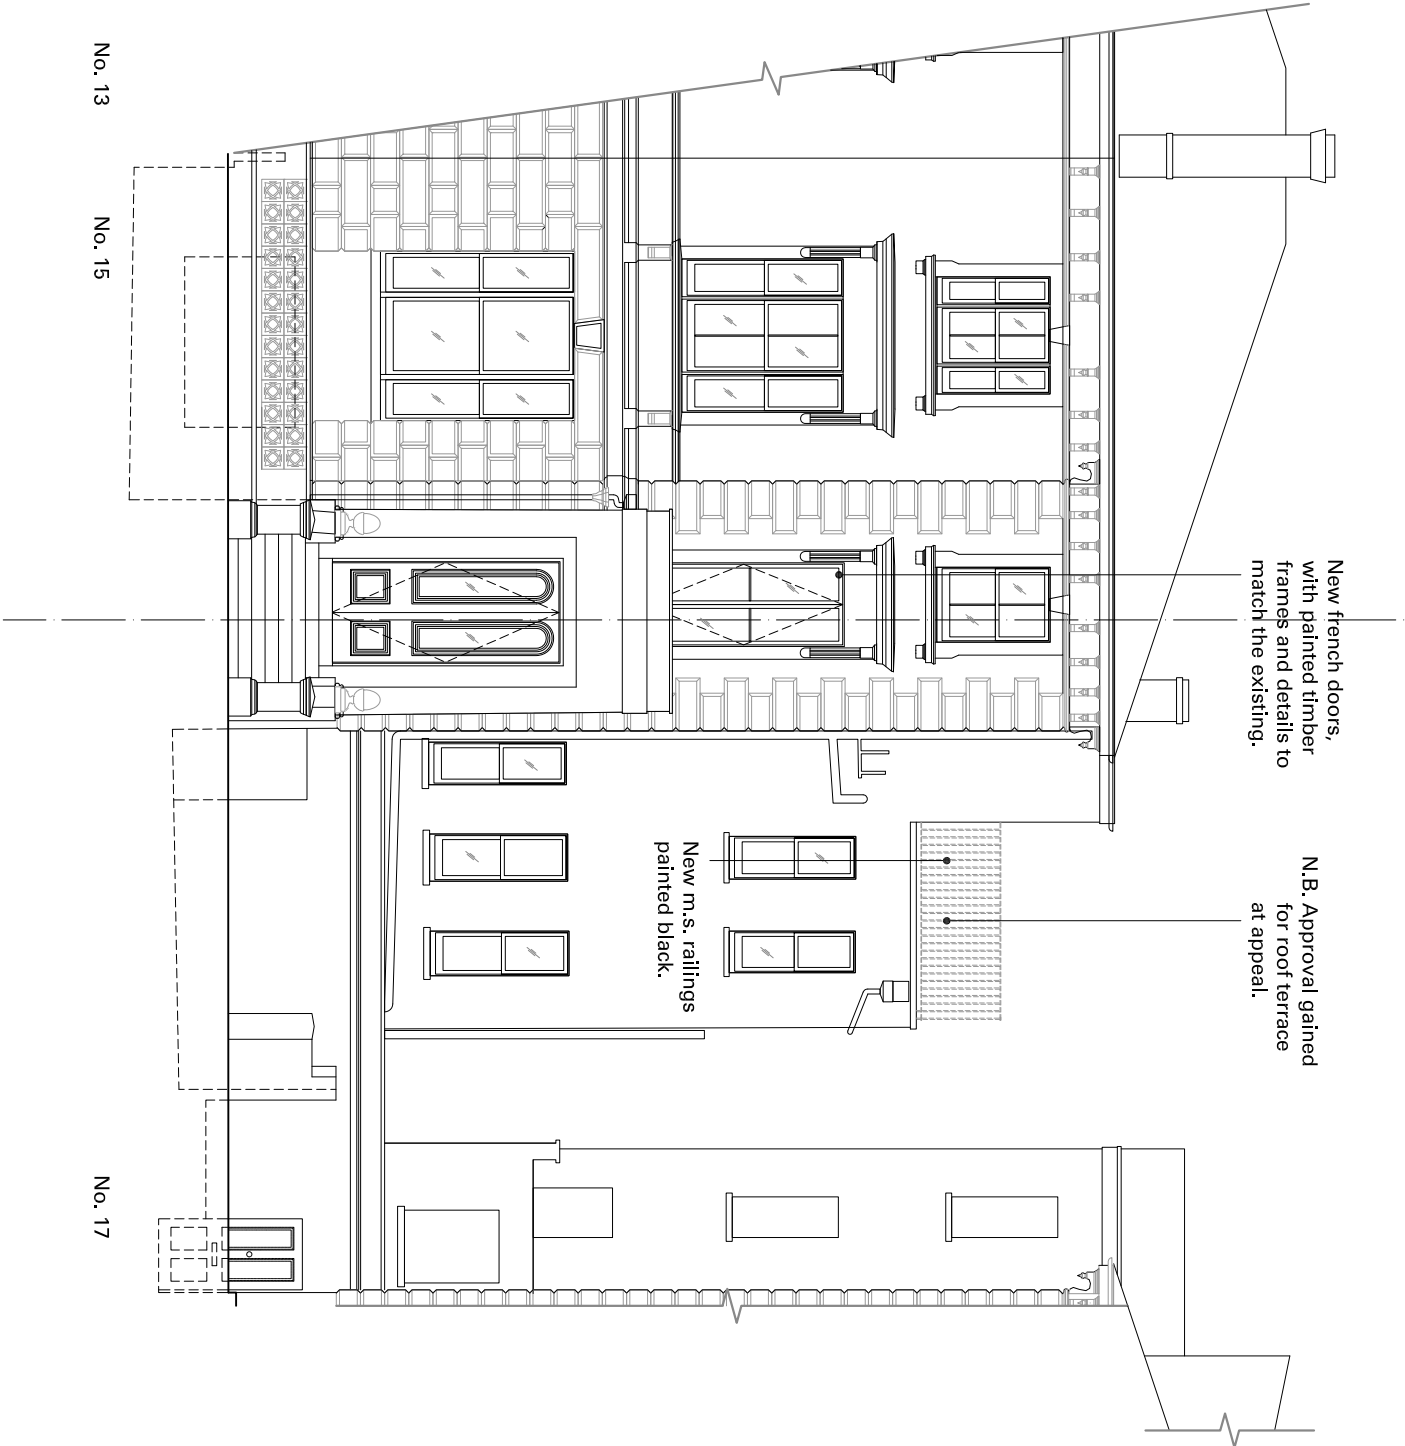 New french doors,
with painted timber
frames and details to
match the existing.
N.B. Approval gained
for roof terrace
at appeal.
New m.s. railings
painted black.
No. 13
No. 15
No. 17